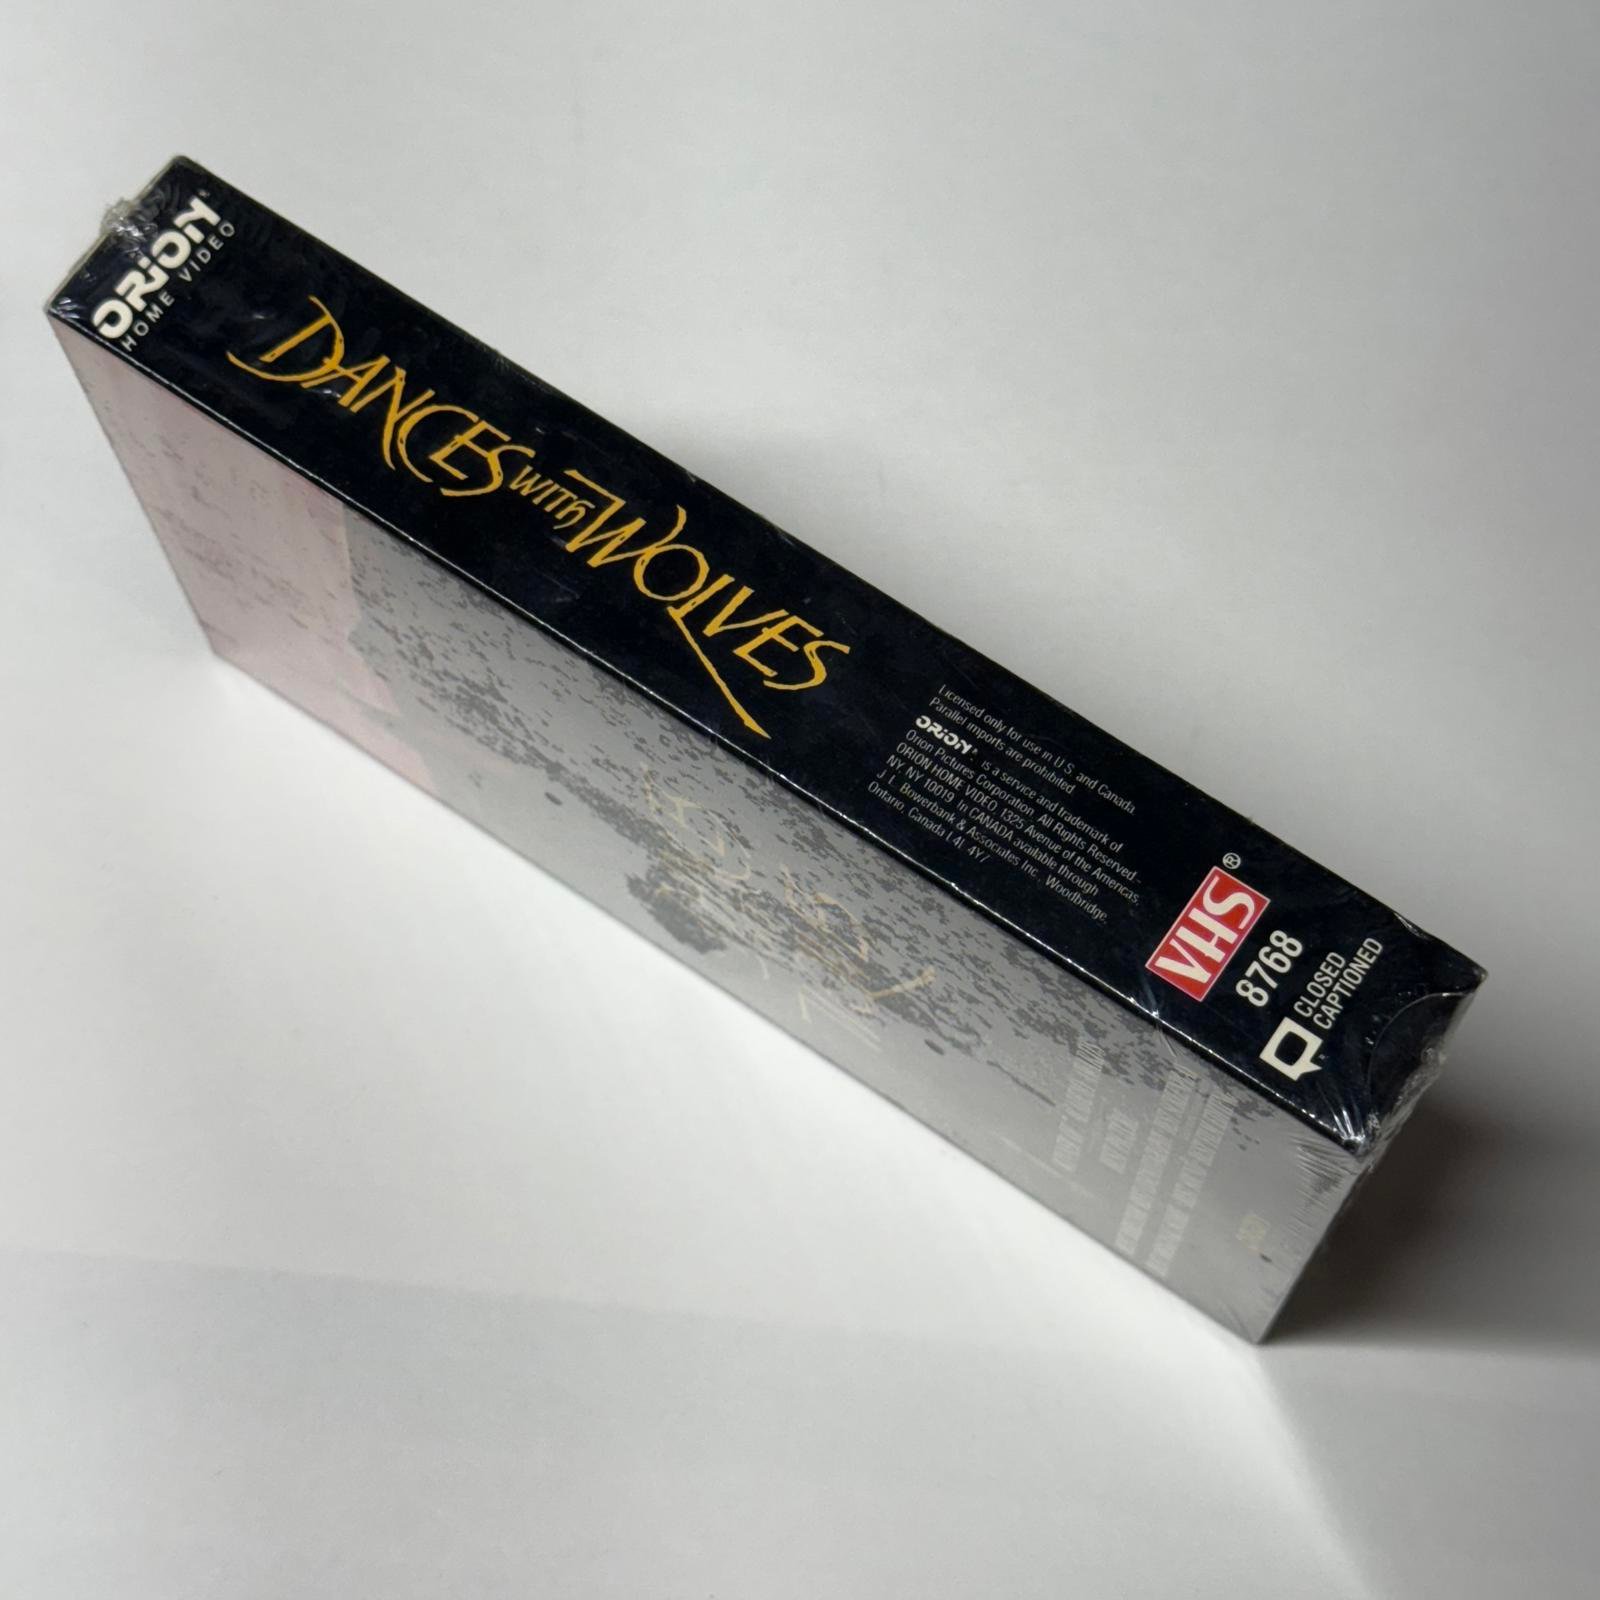 ORION
HOME VIDEO
DANCES WITH WOLVES
Licensed only for use in U.S. and Canada.
Parallel imports are prohibited.
ORION® is a service and trademark of
Orion Pictures Corporation. All Rights Reserved.-
ORION HOME VIDEO, 1325 Avenue of the Americas,
NY, NY 10019. In CANADA available through
J. L. Bowerbank & Associates Inc., Woodbridge,
Ontario, Canada L4L 4Y7
VHS®
8768
CLOSED
CAPTIONED